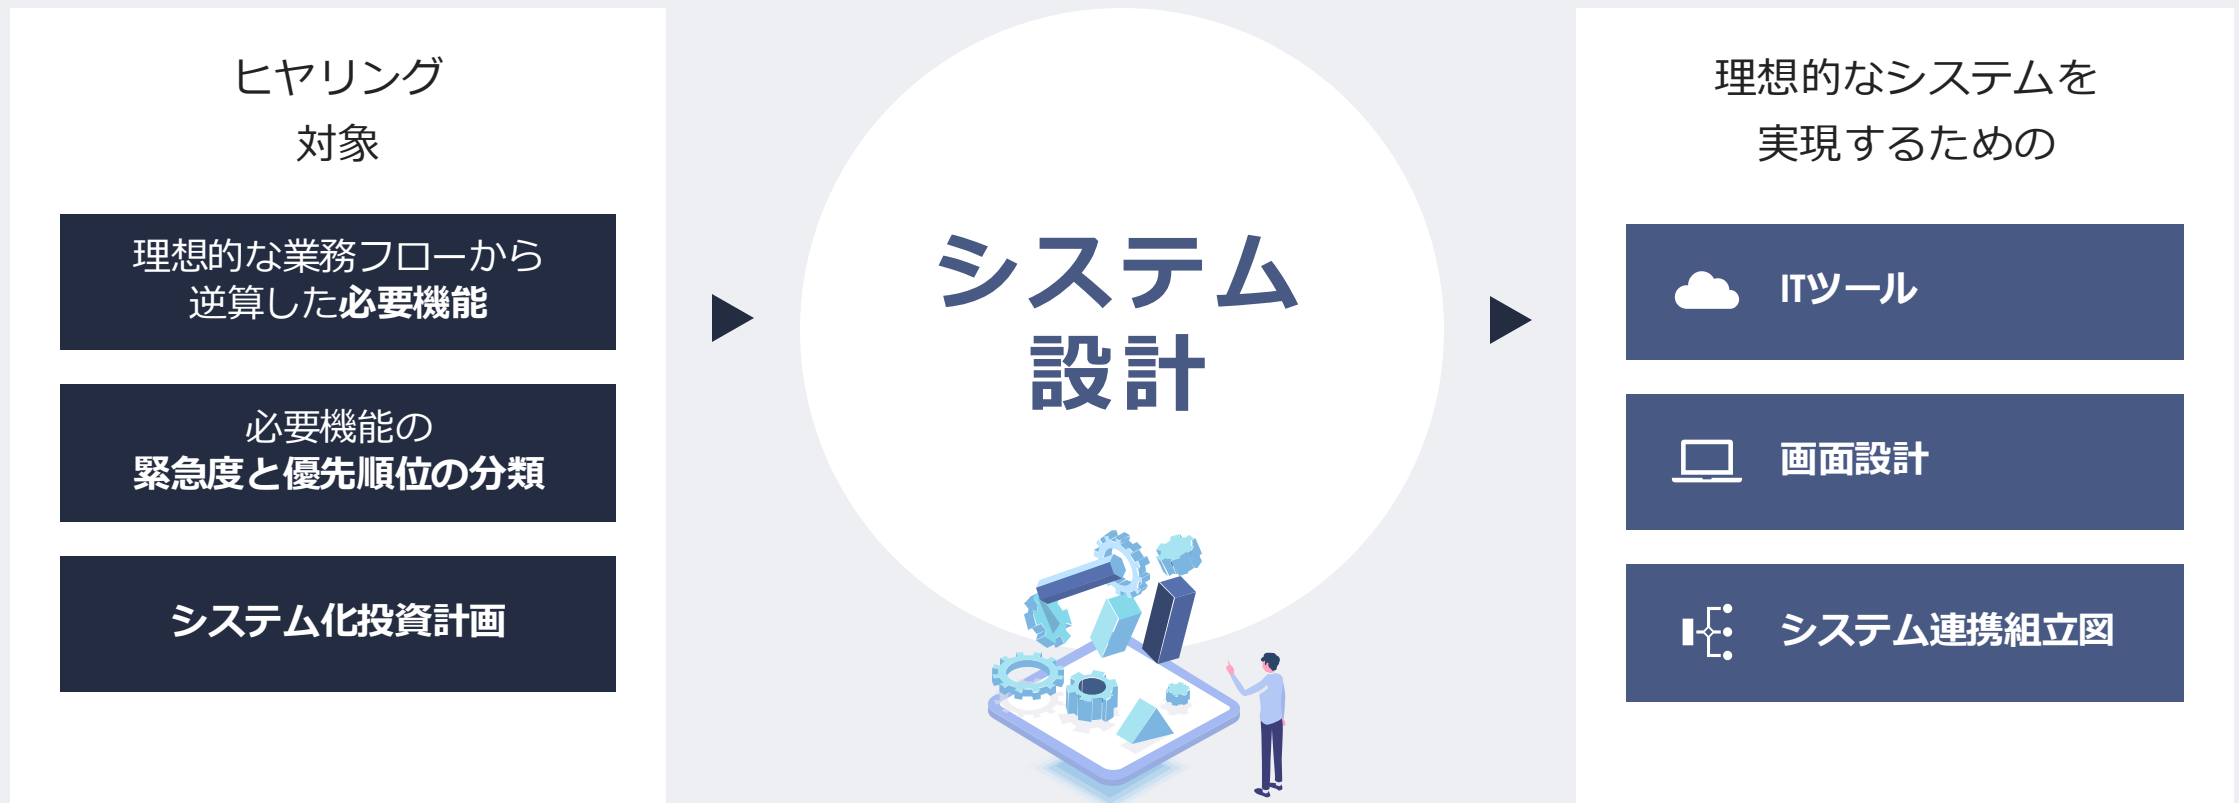 ヒヤリング
対象
理想的な業務フローから
逆算した必要機能
必要機能の
緊急度と優先順位の分類
システム化投資計画
システム
設計
理想的なシステムを
実現するための
ITツール
画面設計
システム連携組立図